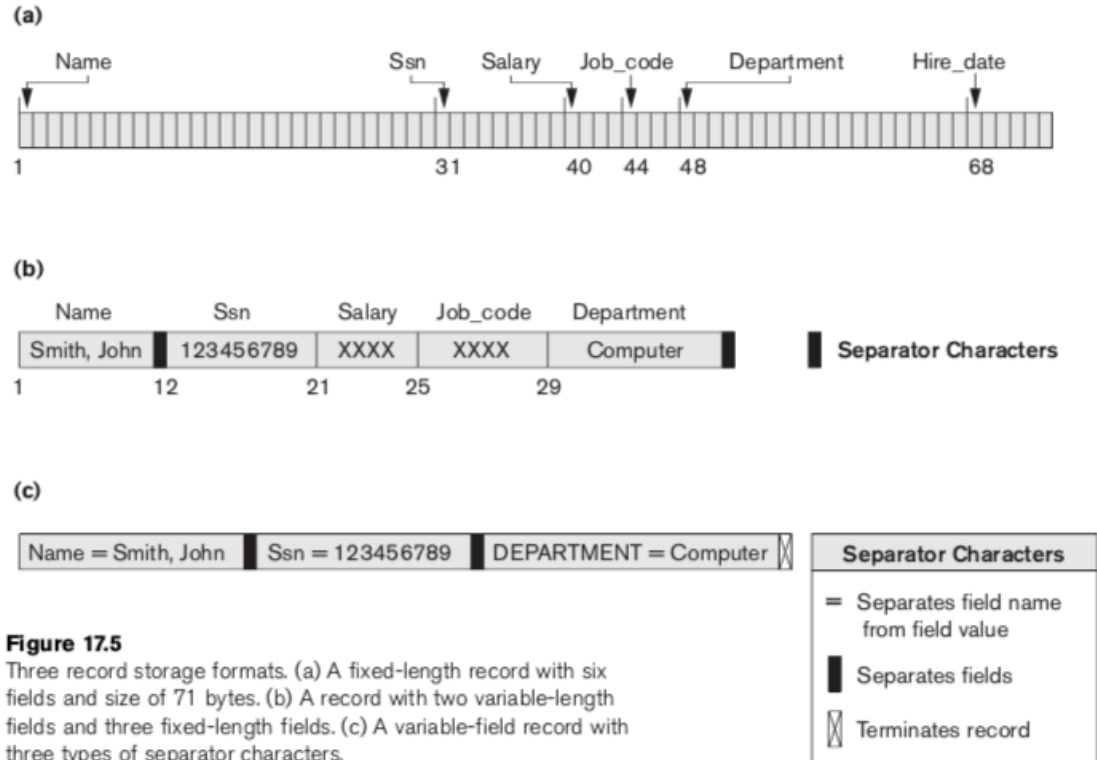 (a)
Name Ssn Salary Job_code Department Hire_date
1 31 40 44 48 68
(b)
Name Ssn Salary Job_code Department
Smith, John 123456789 XXXX XXXX Computer Separator Characters
1 12 21 25 29
(c)
Name = Smith, John Ssn = 123456789 DEPARTMENT = Computer
Separator Characters
= Separates field name
from field value
Separates fields
Terminates record
Figure 17.5
Three record storage formats. (a) A fixed-length record with six
fields and size of 71 bytes. (b) A record with two variable-length
fields and three fixed-length fields. (c) A variable-field record with
three types of separator characters.